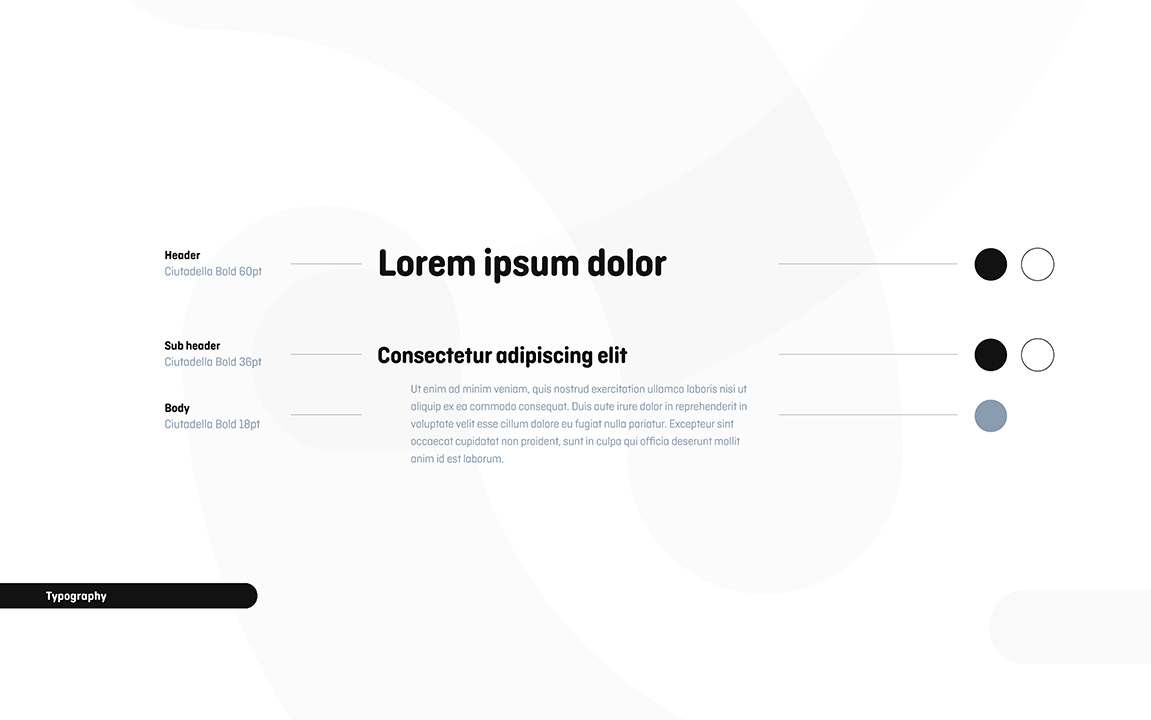 Header
Ciutadella Bold 60pt
Lorem ipsum dolor
Sub header
Ciutadella Bold 36pt
Consectetur adipiscing elit
Body
Ciutadella Bold 18pt
Ut enim ad minim veniam, quis nostrud exercitation ullamco laboris nisi ut
aliquip ex ea commodo consequat. Duis aute irure dolor in reprehenderit in
voluptate velit esse cillum dolore eu fugiat nulla pariatur. Excepteur sint
occaecat cupidatat non proident, sunt in culpa qui officia deserunt mollit
anim id est laborum.
Typography